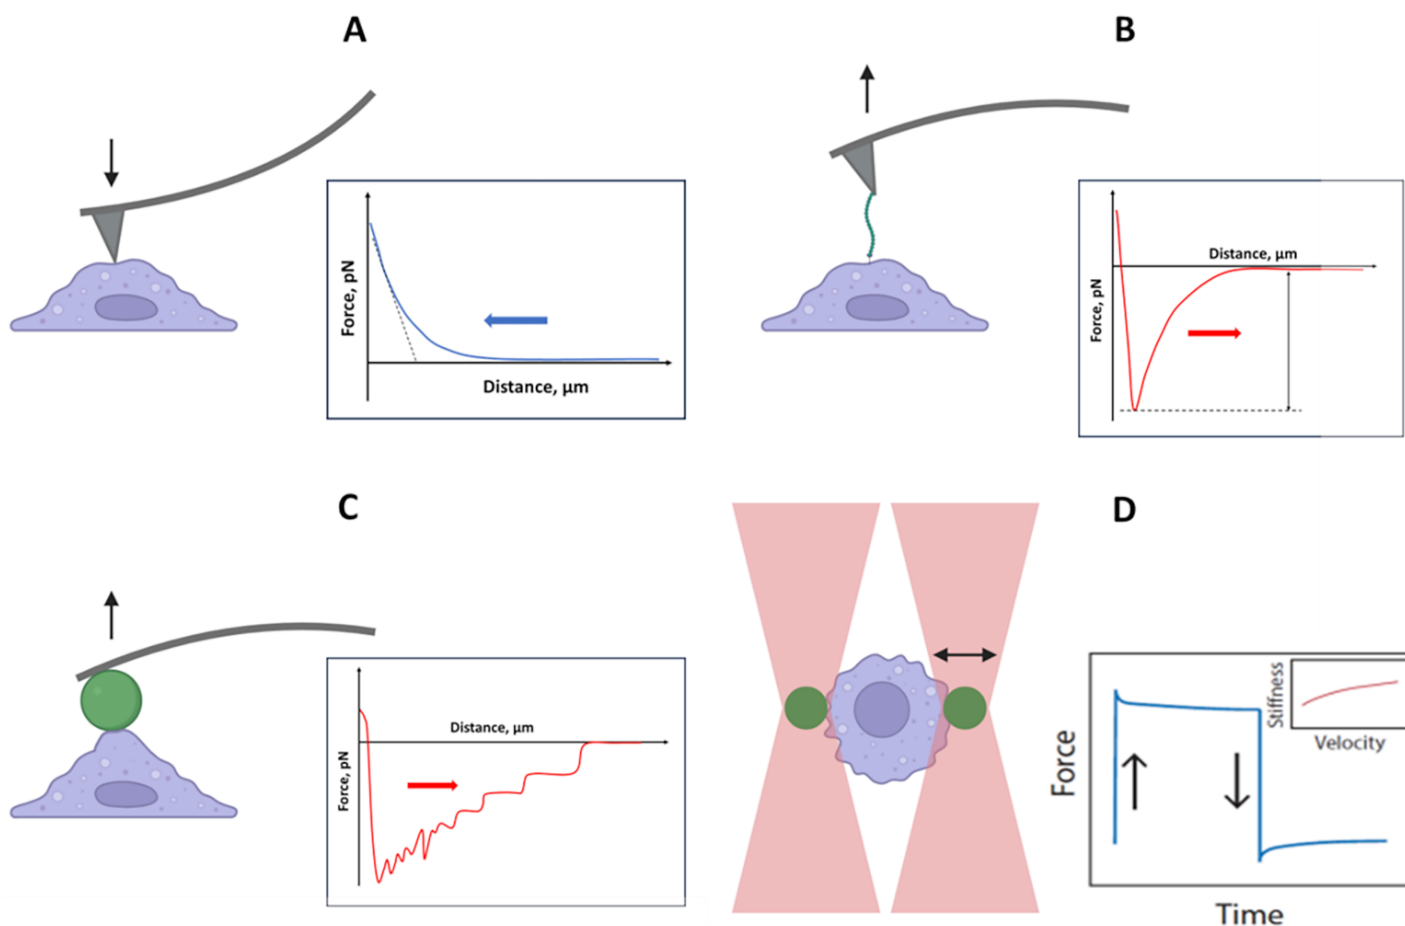 A
Force, pN
Distance, µm
B
Distance, µm
Force, pN
C
Distance, µm
Force, pN
D
Stiffness
Velocity
Force
Time